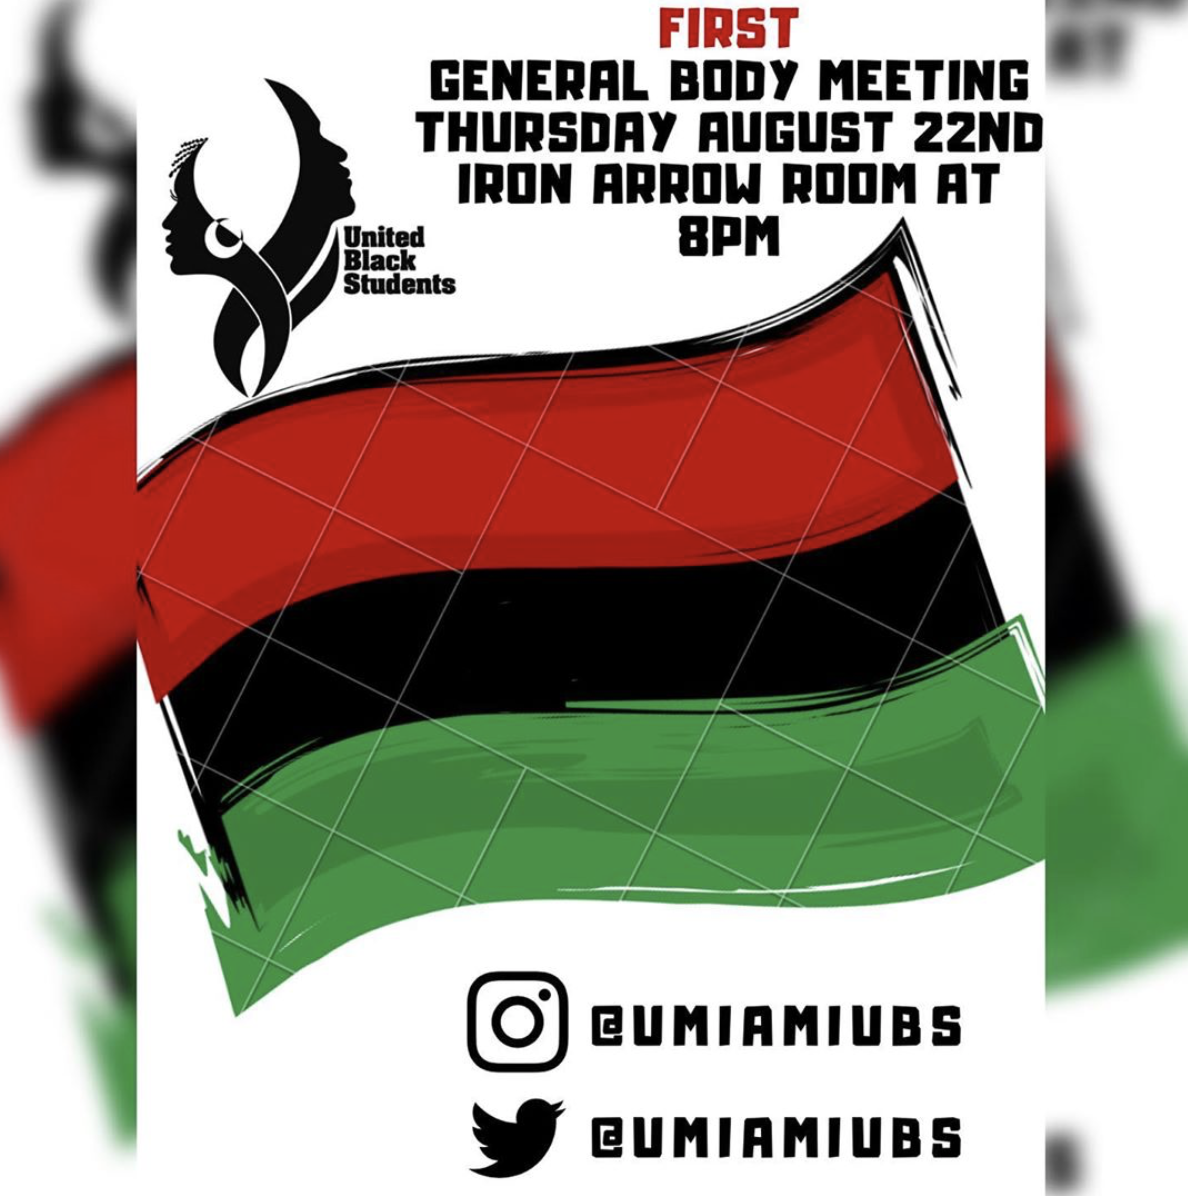 FIRST
GENERAL BODY MEETING
THURSDAY AUGUST 22ND
IRON ARROW ROOM AT
8PM
United
Black
Students
@UMIAMIUBS
@UMIAMIUBS